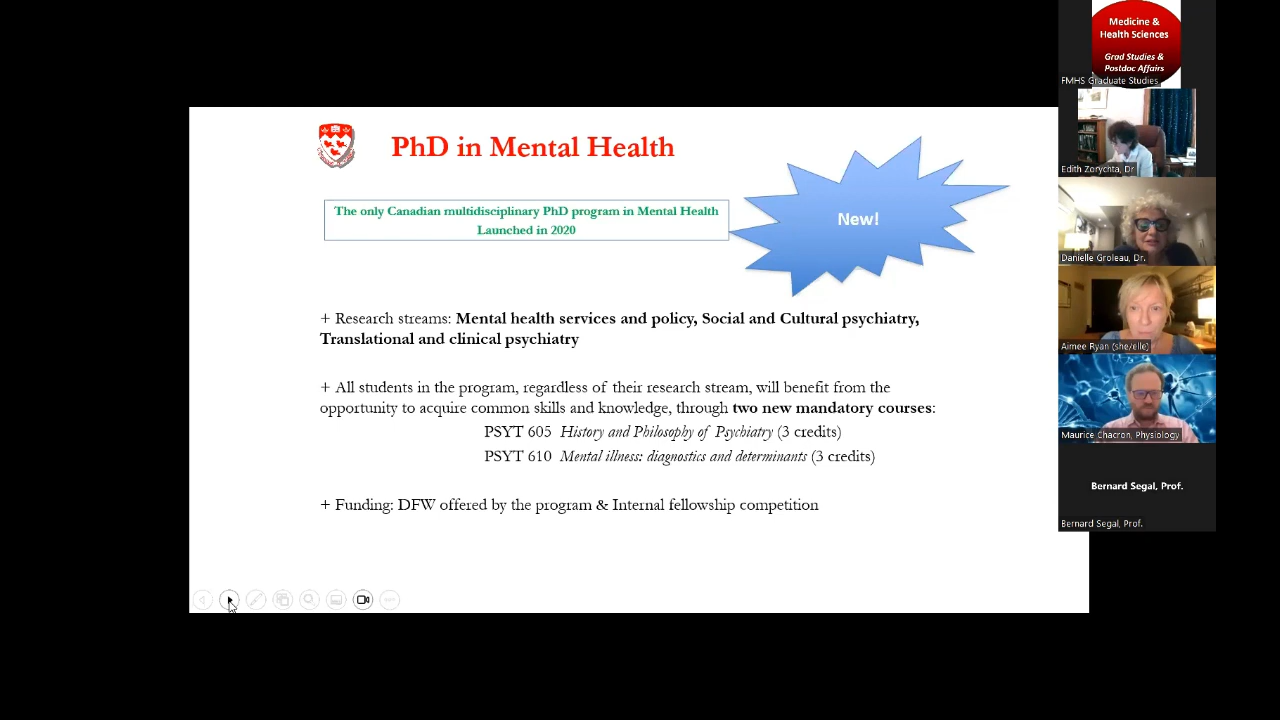 PhD in Mental Health
The only Canadian multidisciplinary PhD program in Mental Health
Launched in 2020
New!
+ Research streams: Mental health services and policy, Social and Cultural psychiatry,
Translational and clinical psychiatry
+ All students in the program, regardless of their research stream, will benefit from the
opportunity to acquire common skills and knowledge, through two new mandatory courses:
PSYT 605 History and Philosophy of Psychiatry (3 credits)
PSYT 610 Mental illness: diagnostics and determinants (3 credits)
+ Funding: DFW offered by the program & Internal fellowship competition
Medicine &
Health Sciences
Grad Studies &
Postdoc Affairs
FMHS Graduate Studies
Edith Zorychta, Dr
Danielle Groleau, Dr.
Aimee Ryan (she/elle)
Maurice Chacron, Physiology
Bernard Segal, Prof.
Bernard Segal, Prof.